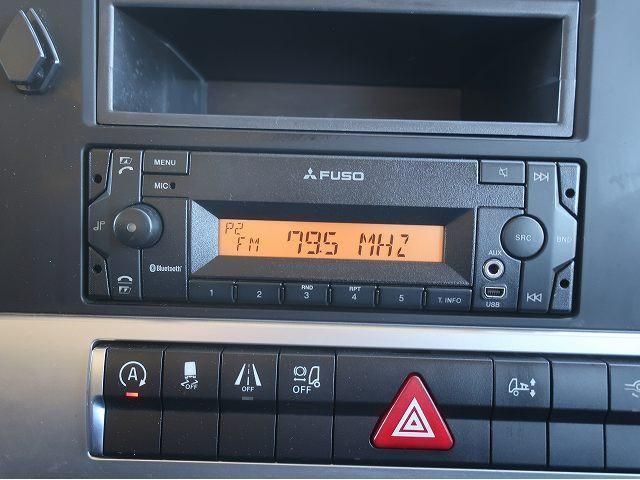 MENU
MIC
FUSO
SRC
BND
P2
FM 79.5 MHZ
AUX
USB
Bluetooth
1 2 RND 3 RPT 4 5 T. INFO
A
OFF
OFF
OFF